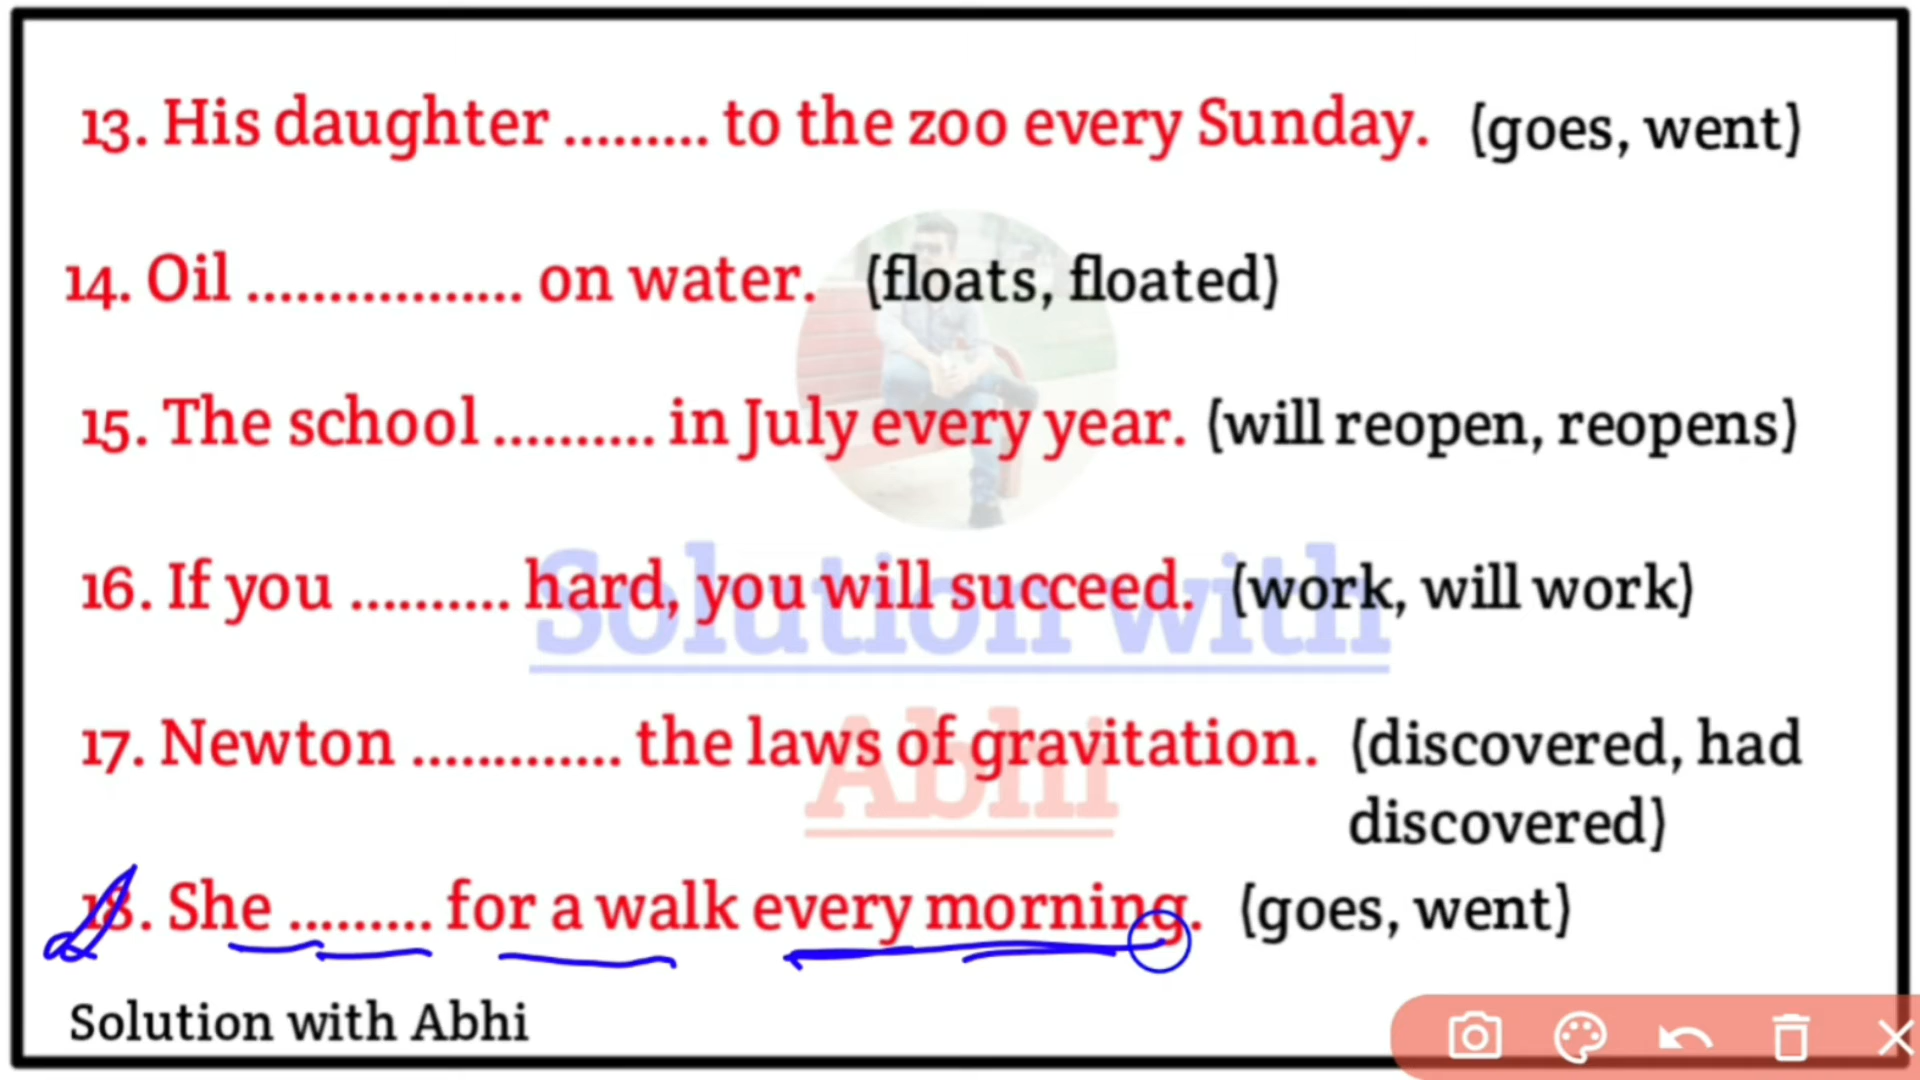 13. His daughter ......... to the zoo every Sunday. (goes, went)
14. Oil ................. on water. (floats, floated)
15. The school .......... in July every year. (will reopen, reopens)
16. If you .......... hard, you will succeed. (work, will work)
Solution with
17. Newton ............. the laws of gravitation. (discovered, had
discovered)
Abhi
18. She ......... for a walk every morning. (goes, went)
Solution with Abhi